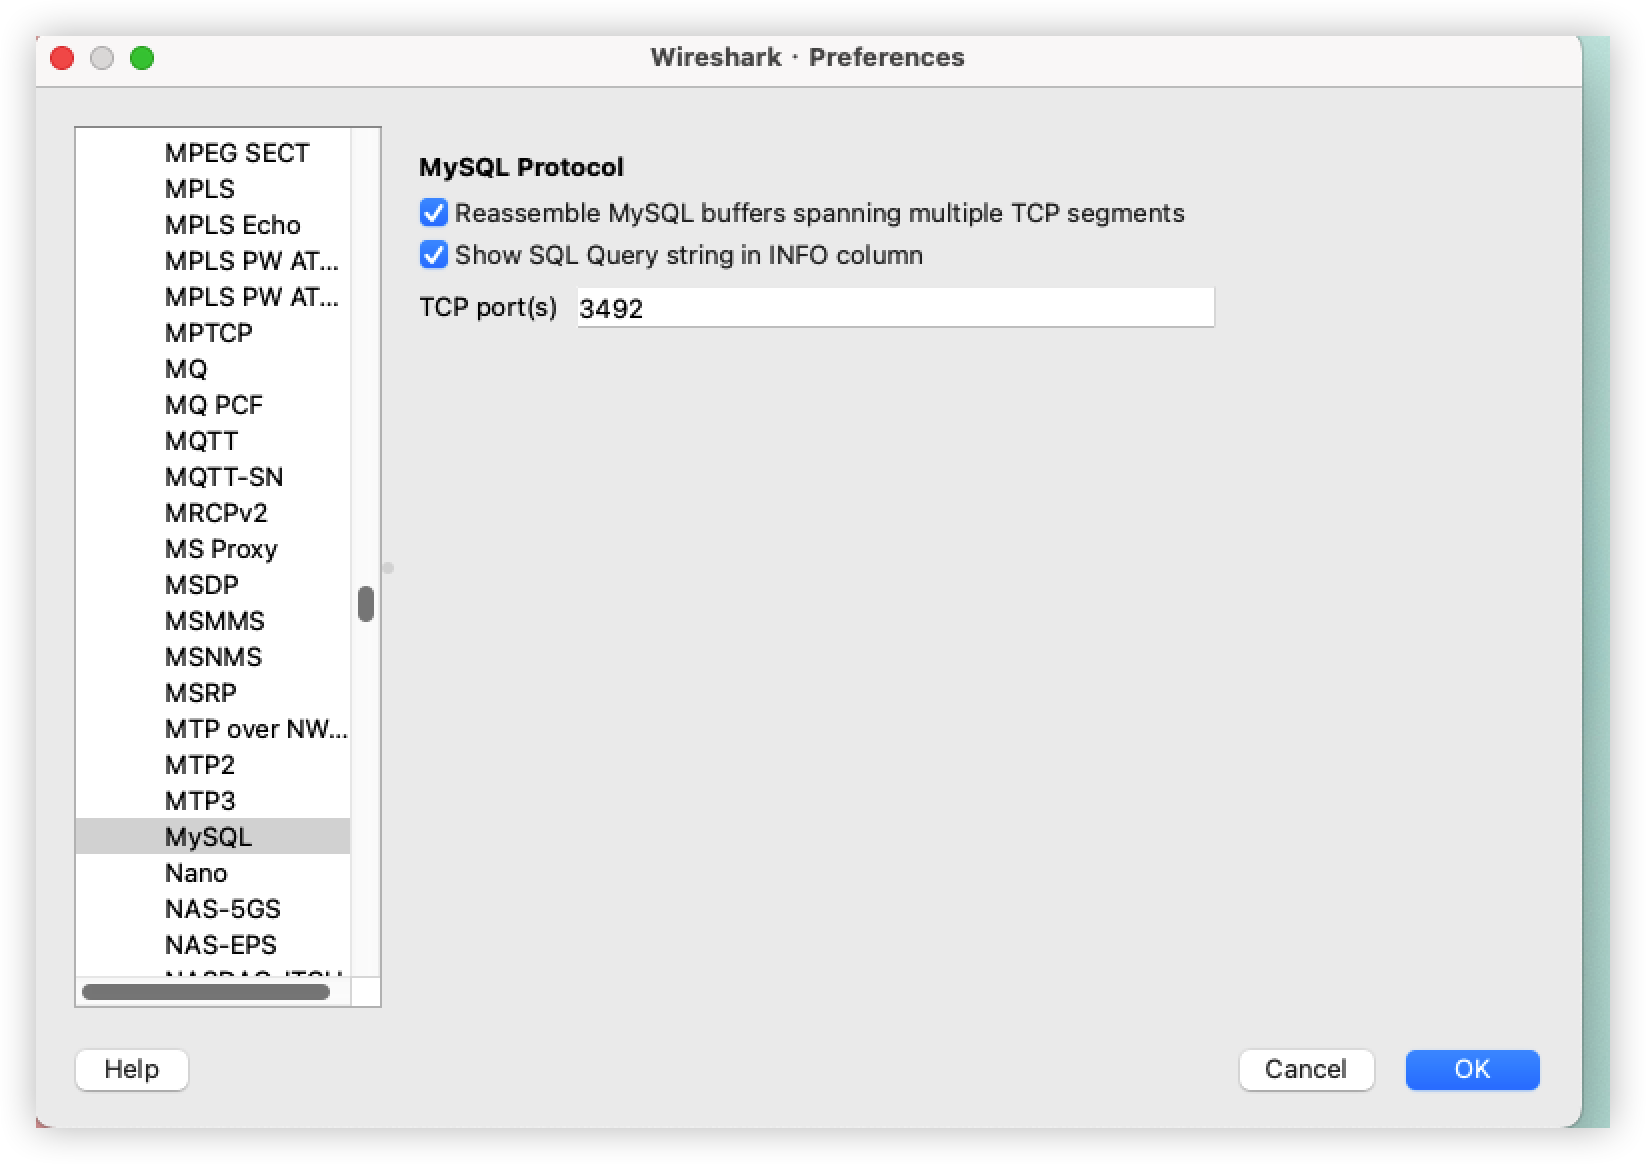 Wireshark · Preferences
MPEG SECT
MPLS
MPLS Echo
MPLS PW AT...
MPLS PW AT...
MPTCP
MQ
MQ PCF
MQTT
MQTT-SN
MRCPv2
MS Proxy
MSDP
MSMMS
MSNMS
MSRP
MTP over NW...
MTP2
MTP3
MySQL
Nano
NAS-5GS
NAS-EPS
MySQL Protocol
Reassemble MySQL buffers spanning multiple TCP segments
Show SQL Query string in INFO column
TCP port(s) 3492
Help
Cancel
OK